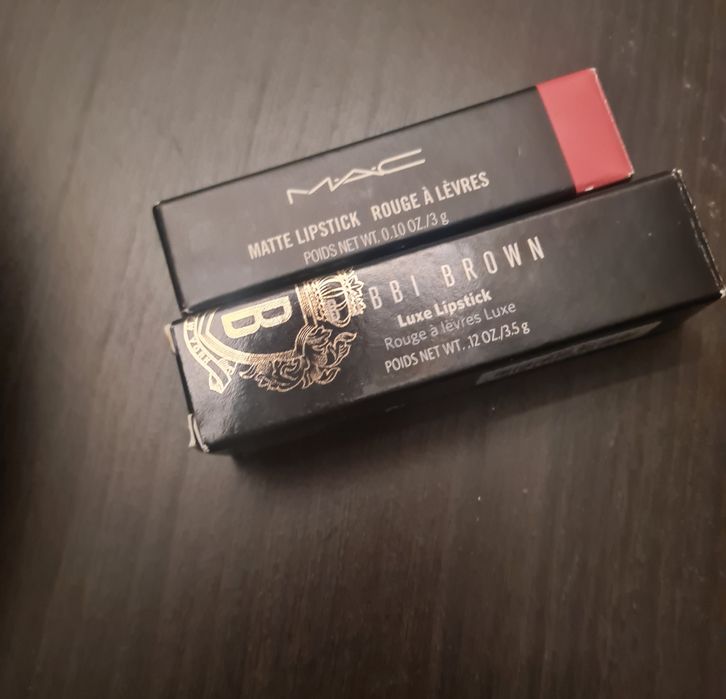 M·A·C
MATTE LIPSTICK ROUGE À LÈVRES
POIDS NET WT. 0.10 OZ./3 g
B
BBI BROWN
Luxe Lipstick
Rouge à lèvres Luxe
POIDS NET WT. .12 OZ./3.5 g